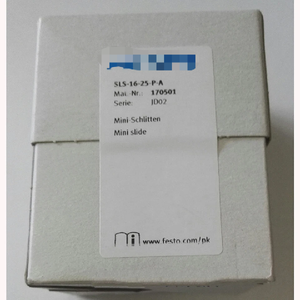 SLS-16-25-P-A
Mat.-Nr.: 170501
Serie: J002
Mini-Schlitten
Mini slide
www.festo.com/pk